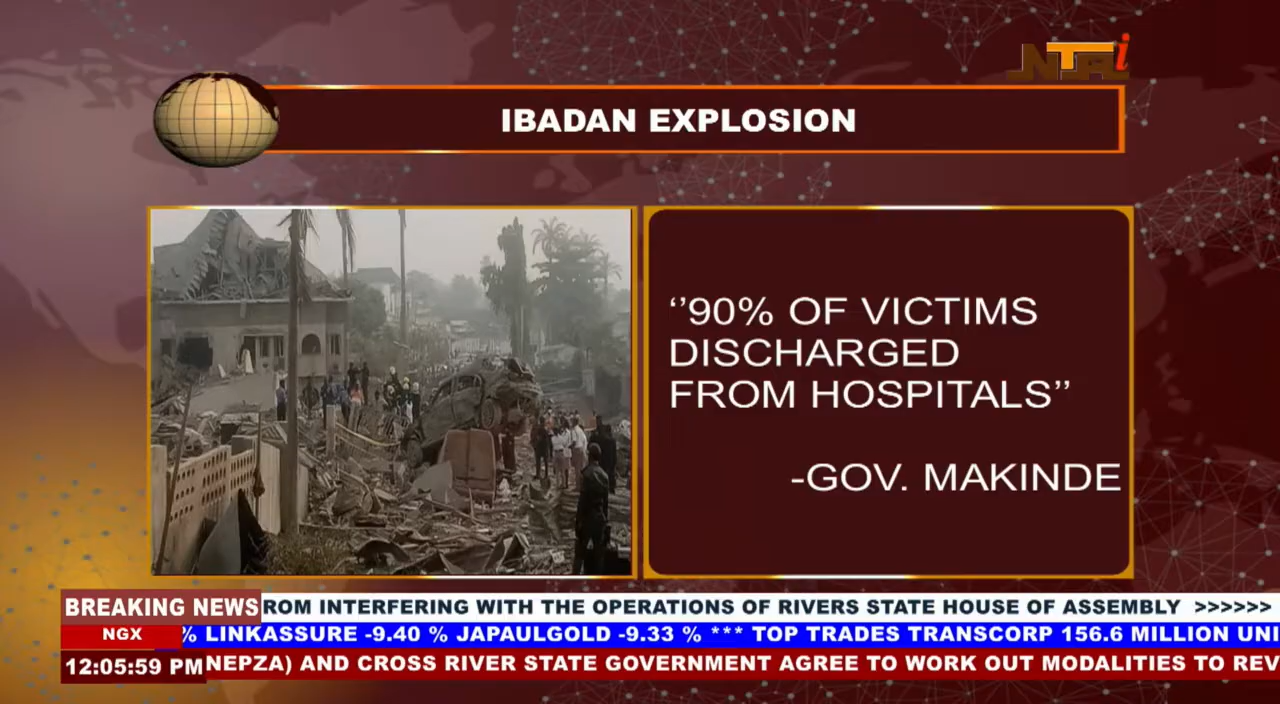 NTAi
IBADAN EXPLOSION
‘’90% OF VICTIMS
DISCHARGED
FROM HOSPITALS’’
-GOV. MAKINDE
BREAKING NEWS ROM INTERFERING WITH THE OPERATIONS OF RIVERS STATE HOUSE OF ASSEMBLY >>>>>>
NGX % LINKASSURE -9.40 % JAPAULGOLD -9.33 % *** TOP TRADES TRANSCORP 156.6 MILLION UNI
12:05:59 PM NEPZA) AND CROSS RIVER STATE GOVERNMENT AGREE TO WORK OUT MODALITIES TO REV